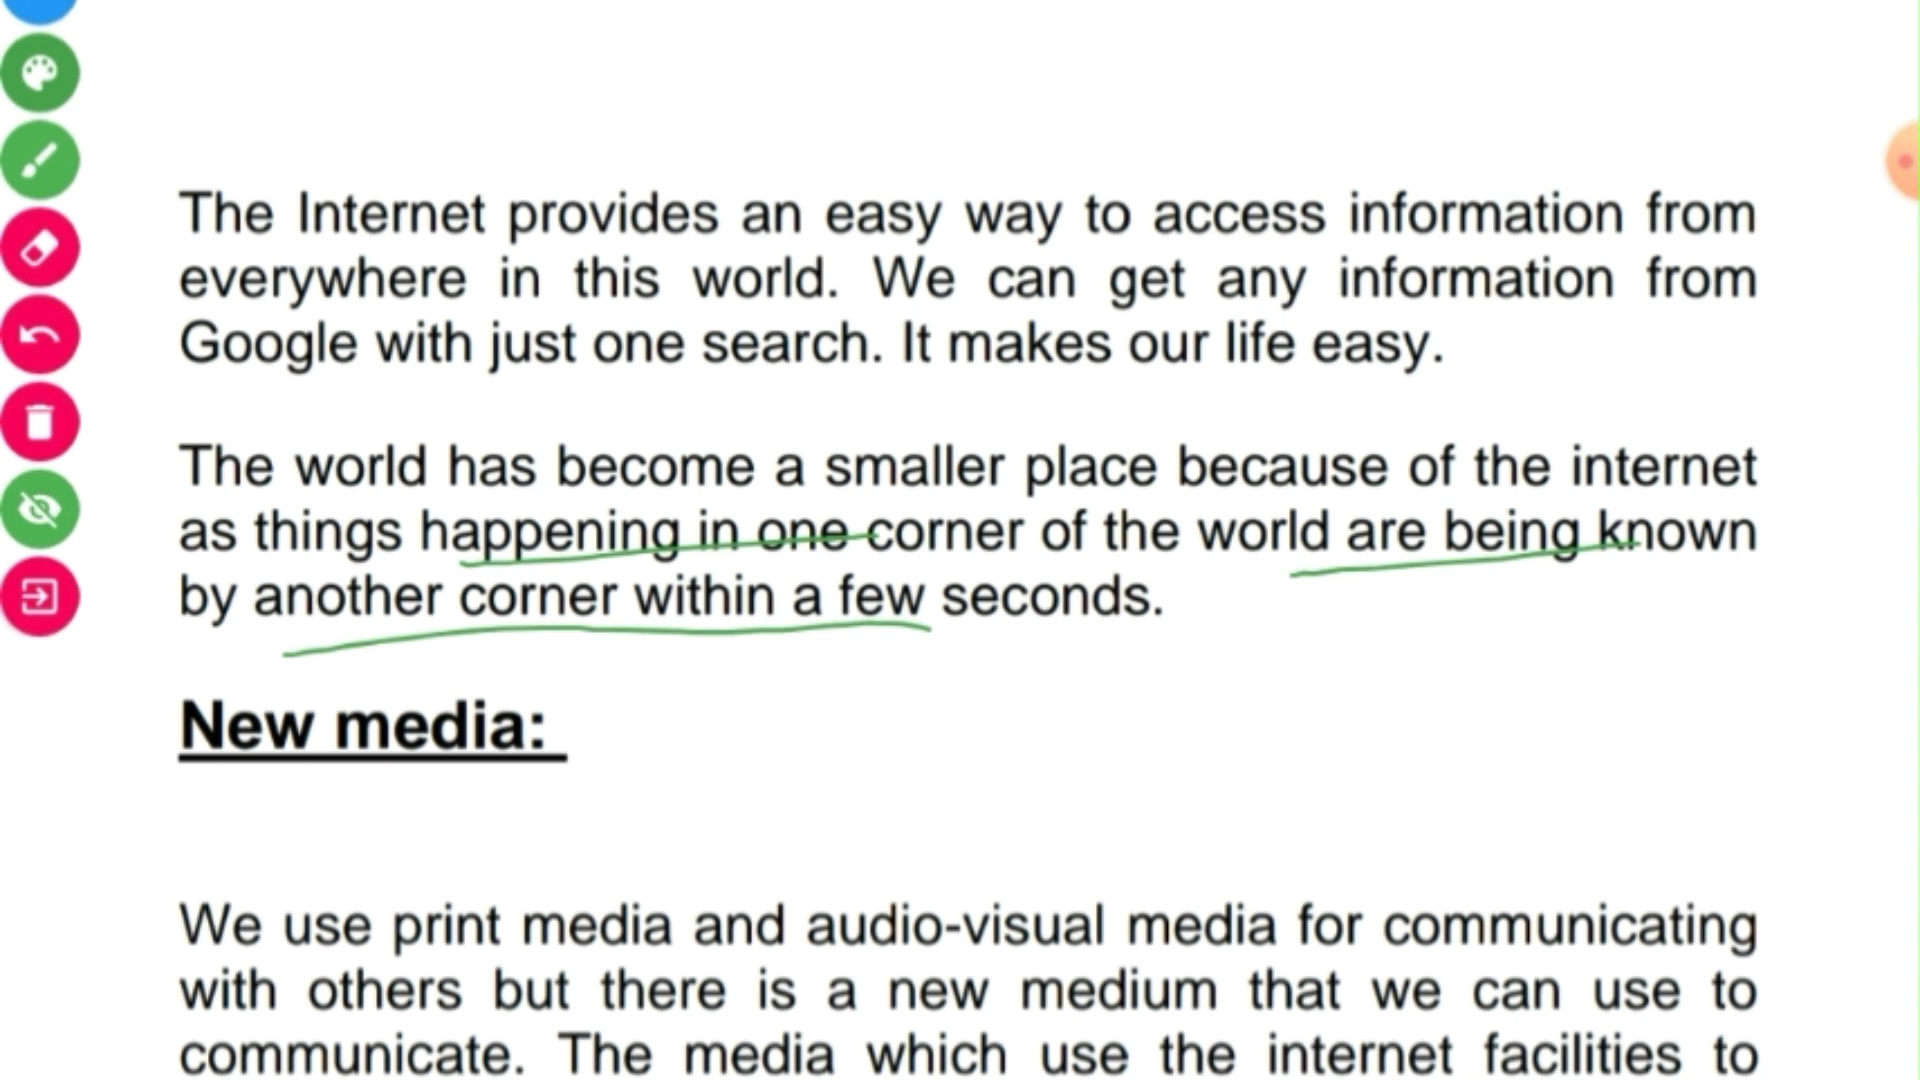 The Internet provides an easy way to access information from
everywhere in this world. We can get any information from
Google with just one search. It makes our life easy.
The world has become a smaller place because of the internet
as things happening in one corner of the world are being known
by another corner within a few seconds.
New media:
We use print media and audio-visual media for communicating
with others but there is a new medium that we can use to
communicate. The media which use the internet facilities to